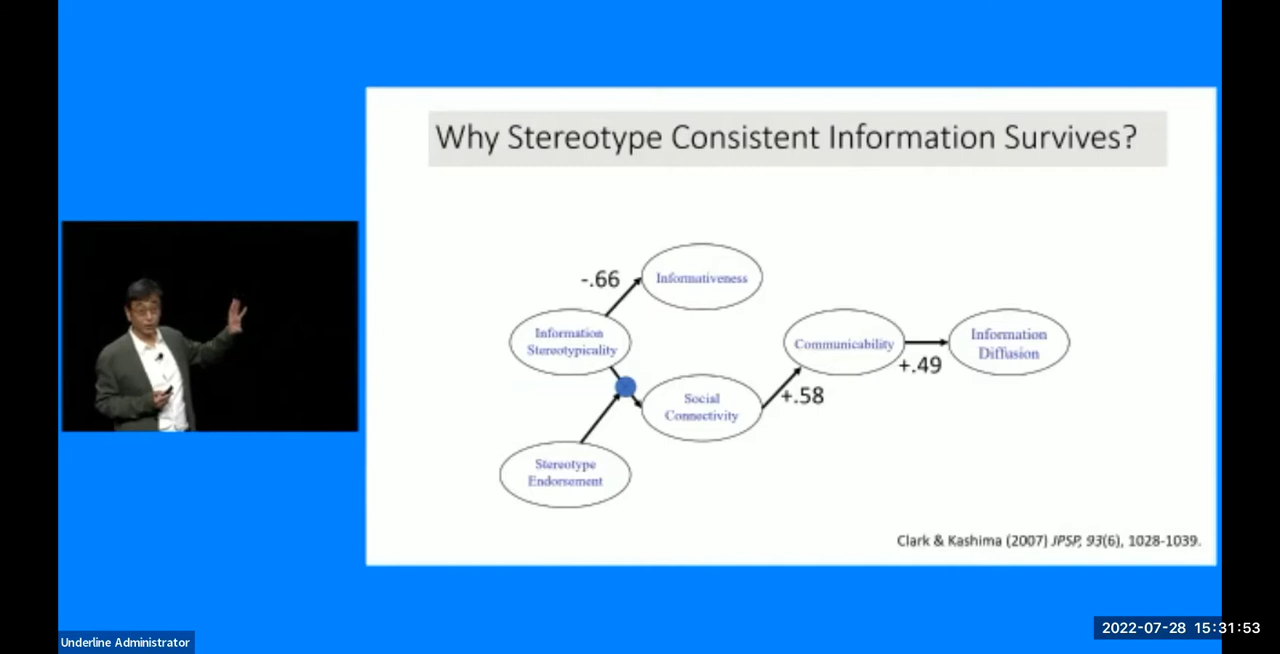 Why Stereotype Consistent Information Survives?
-.66
Informativeness
Information
Stereotypicality
Communicability
Information
Diffusion
+.49
Social
Connectivity
+.58
Stereotype
Endorsement
Clark & Kashima (2007) JPSP, 93(6), 1028-1039.
Underline Administrator
2022-07-28 15:31:53